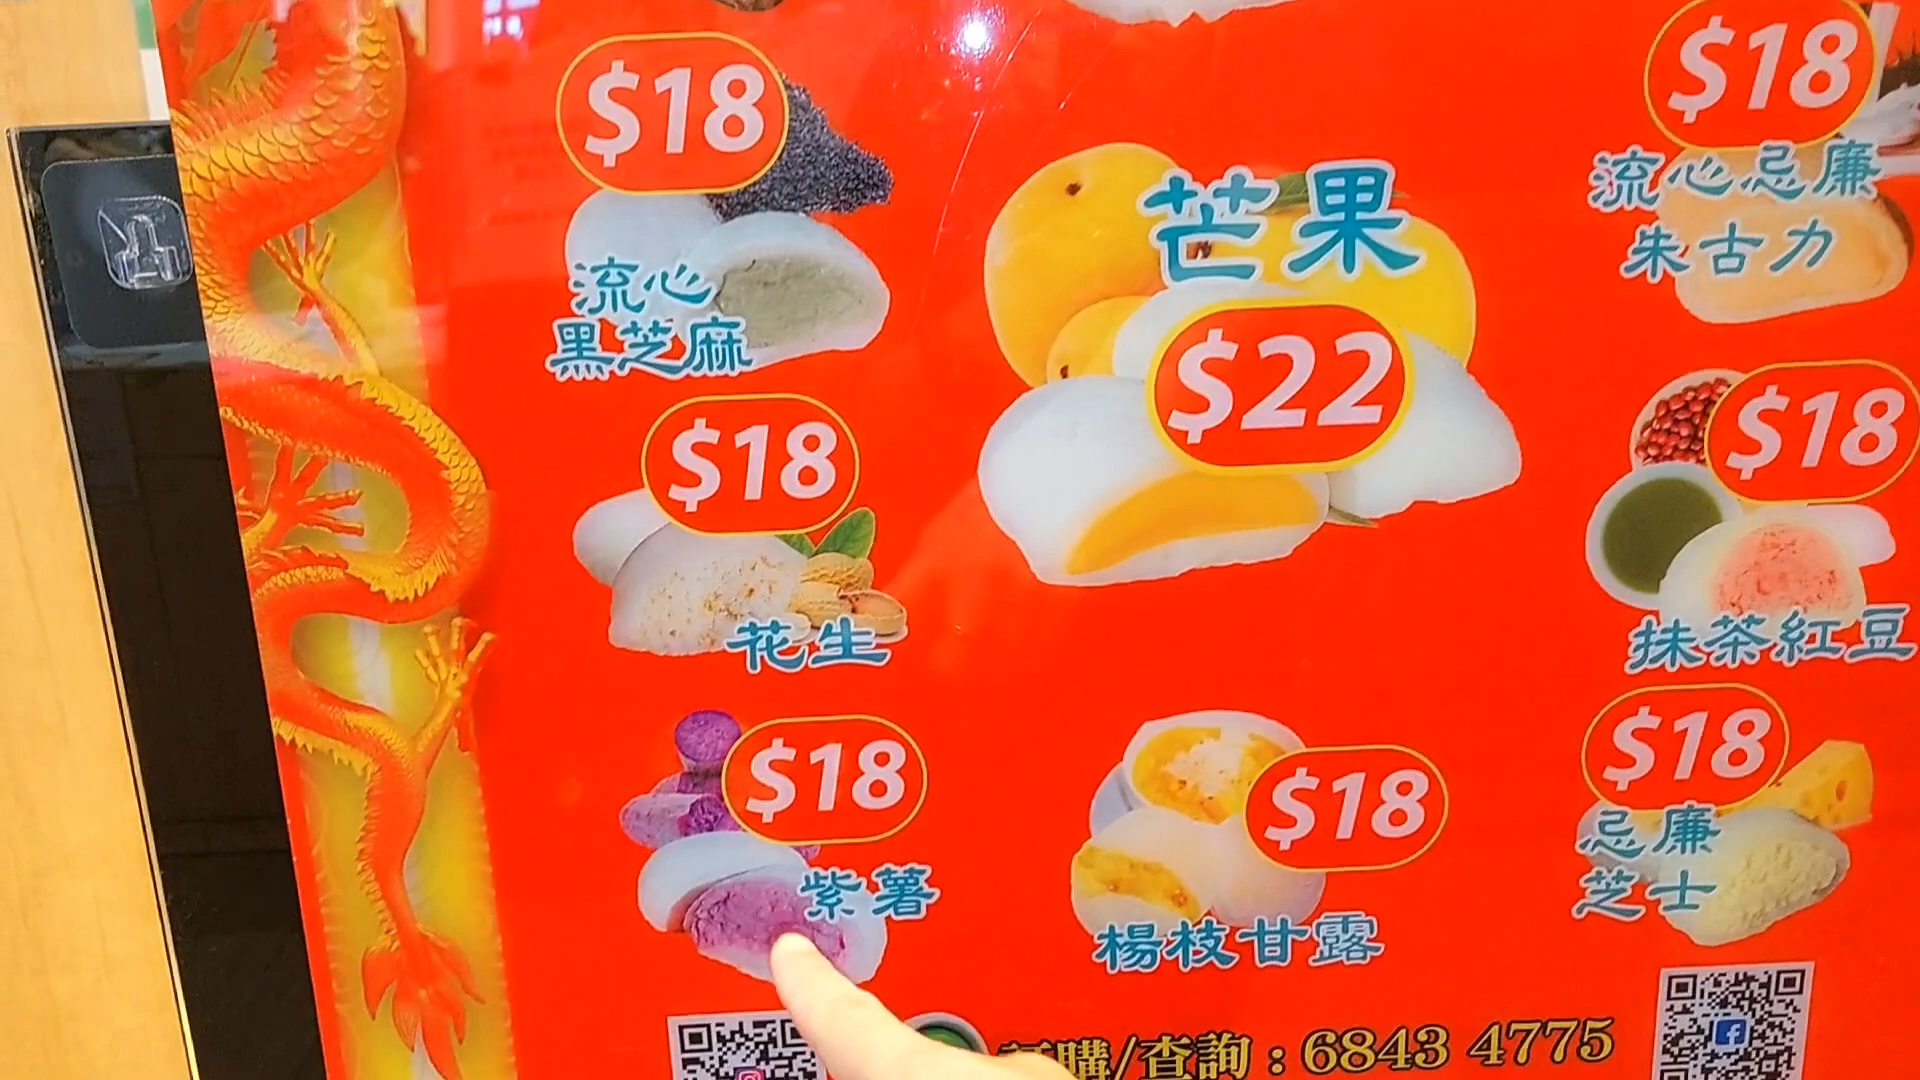 $18
流心
黑芝麻
$18
花生
$18
紫薯
芒果
$22
$18
楊枝甘露
$18
流心忌廉
朱古力
$18
抹茶紅豆
$18
忌廉
芝士
購/查詢：6843 4775